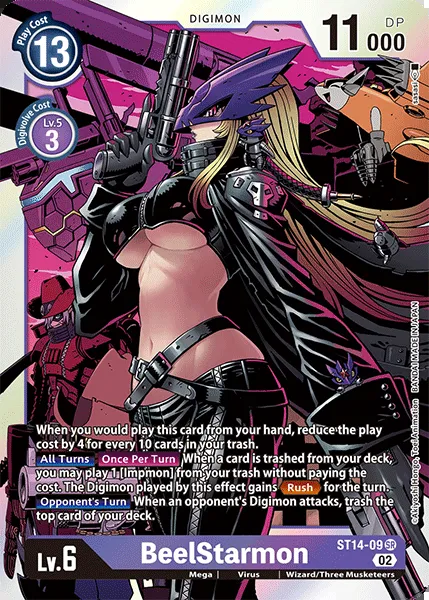 Play Cost
DIGIMON
13
11000 DP
Digivolve Cost
Lv.5
3
When you would play this card from your hand, reduce the play
cost by 4 for every 10 cards in your trash.
All Turns Once Per Turn When a card is trashed from your deck,
you may play 1 [Impmon] from your trash without paying the
cost. The Digimon played by this effect gains Rush for the turn.
Opponent's Turn When an opponent's Digimon attacks, trash the
top card of your deck.
©Akiyoshi Hongo, Toei Animation BANDAI MADE IN JAPAN
Lv.6
BeelStarmon
ST14-09 SR
02
Mega Virus Wizard/Three Musketeers